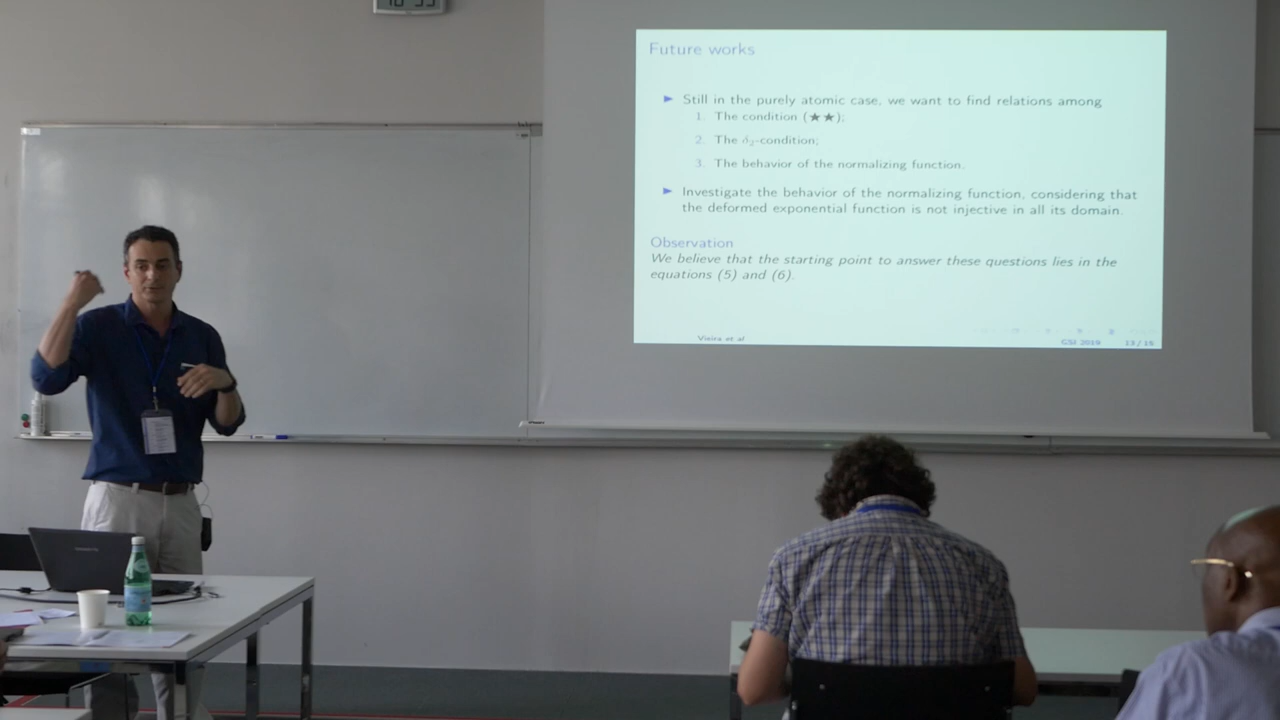 Future works
► Still in the purely atomic case, we want to find relations among
1. The condition (★★);
2. The δ₂-condition;
3. The behavior of the normalizing function.
► Investigate the behavior of the normalizing function, considering that
the deformed exponential function is not injective in all its domain.
Observation
We believe that the starting point to answer these questions lies in the
equations (5) and (6).
Vieira et al
GSI 2019
13/15